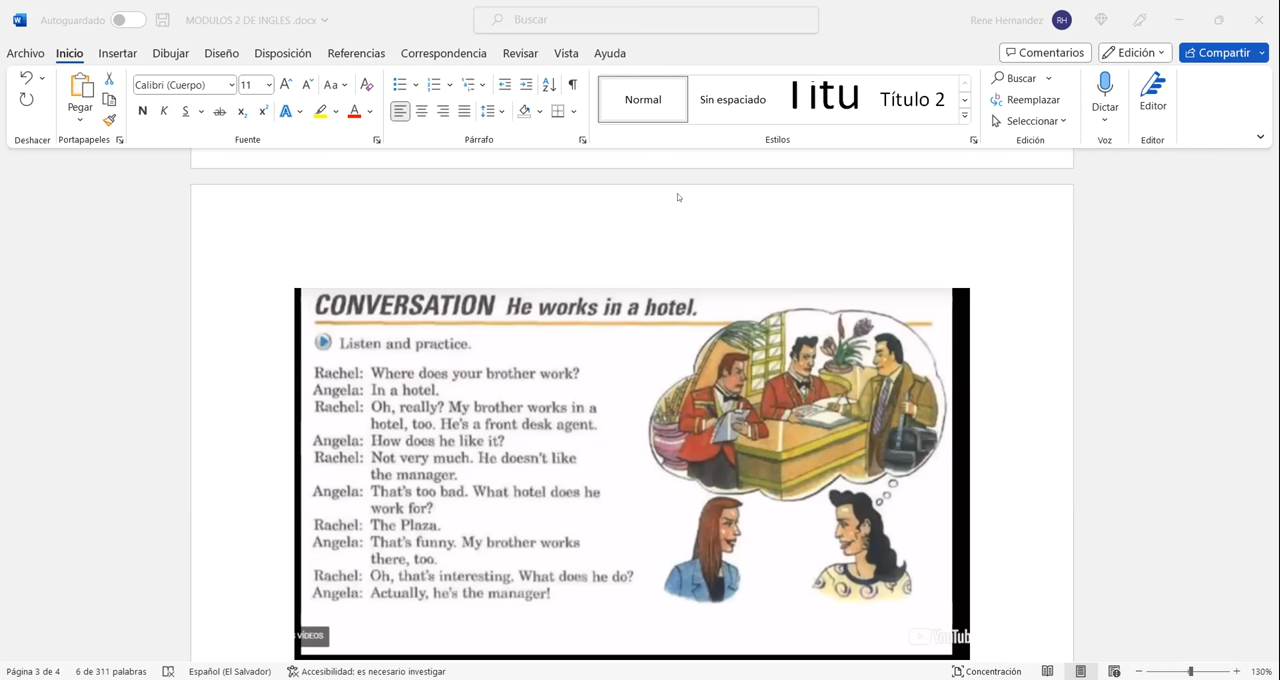 Autoguardado
MODULOS 2 DE INGLES .docx
Buscar
Rene Hernandez
RH
Archivo Inicio Insertar Dibujar Diseño Disposición Referencias Correspondencia Revisar Vista Ayuda
Comentarios
Edición
Compartir
Pegar
Calibri (Cuerpo)
11
Aa
N K S ab x₂ x² A A
Normal
Sin espaciado
Título 2
Buscar
Reemplazar
Seleccionar
Dictar
Editor
Deshacer
Portapapeles
Fuente
Párrafo
Estilos
Edición
Voz
Editor
CONVERSATION He works in a hotel.
Listen and practice.
Rachel: Where does your brother work?
Angela: In a hotel.
Rachel: Oh, really? My brother works in a
hotel, too. He's a front desk agent.
Angela: How does he like it?
Rachel: Not very much. He doesn't like
the manager.
Angela: That's too bad. What hotel does he
work for?
Rachel: The Plaza.
Angela: That's funny. My brother works
there, too.
Rachel: Oh, that's interesting. What does he do?
Angela: Actually, he's the manager!
S VÍDEOS
YouTub
Página 3 de 4
6 de 311 palabras
Español (El Salvador)
Accesibilidad: es necesario investigar
Concentración
130%